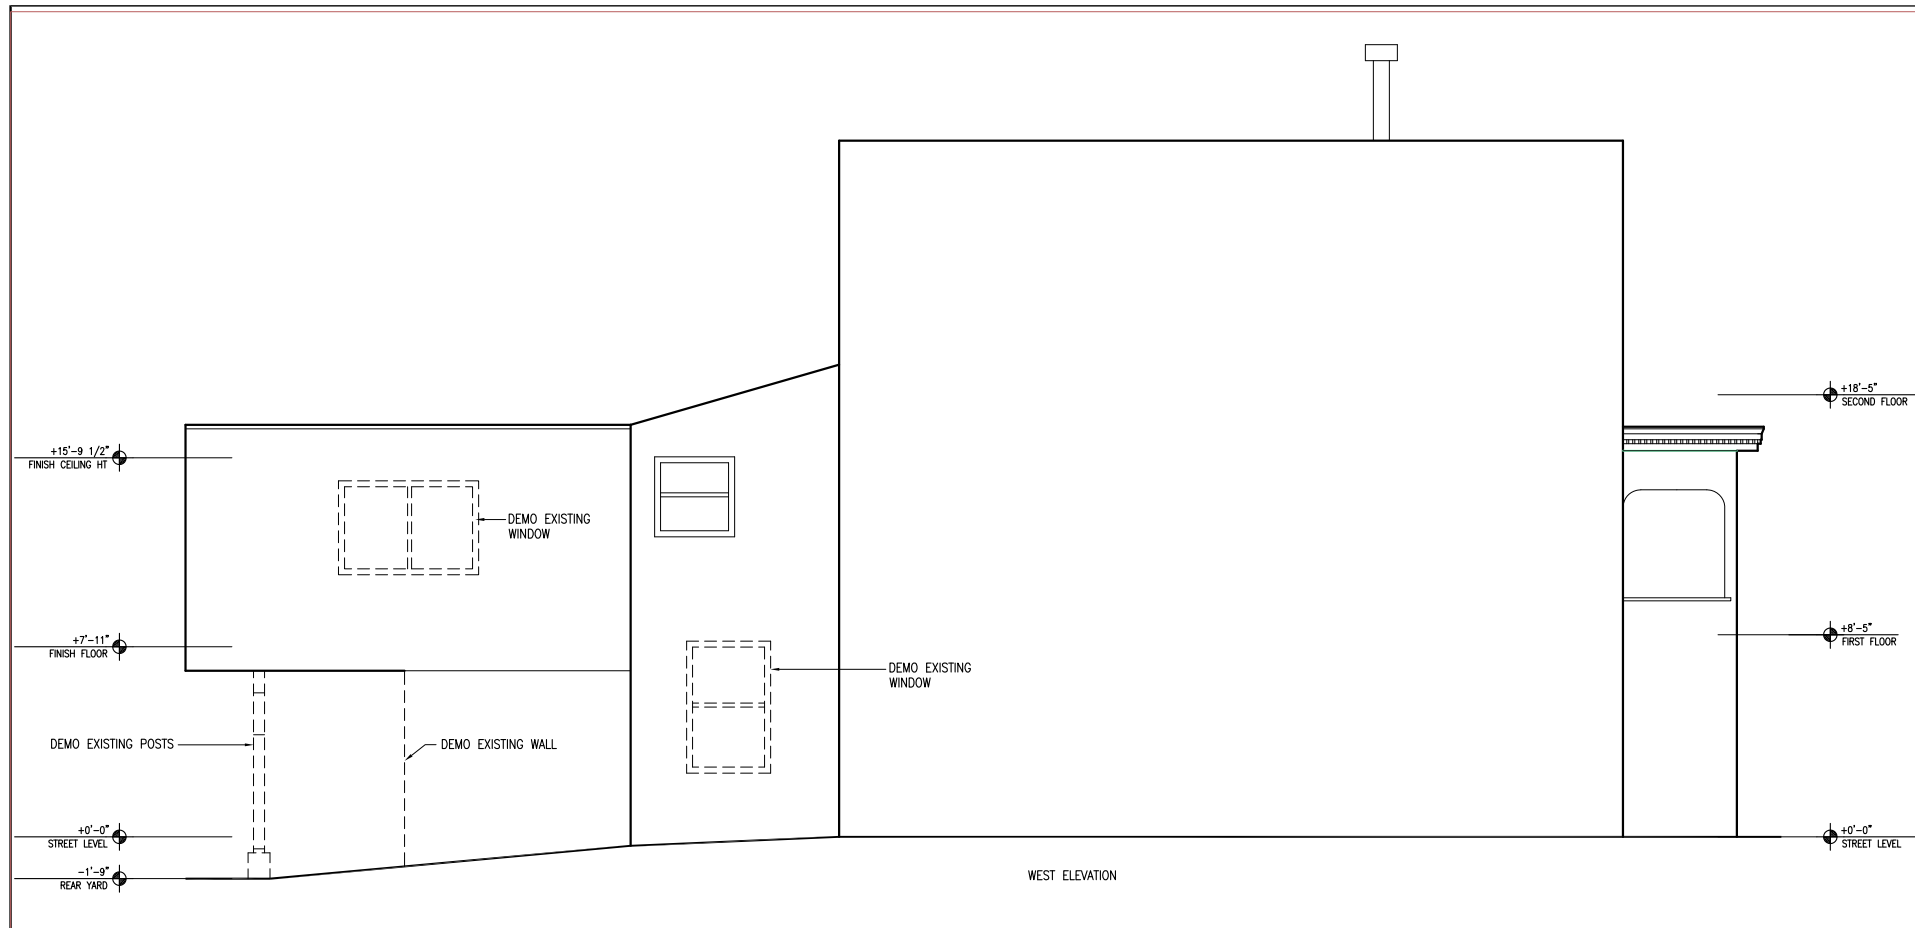 +18'-5"
SECOND FLOOR
+15'-9 1/2"
FINISH CEILING HT
DEMO EXISTING
WINDOW
+7'-11"
FINISH FLOOR
+8'-5"
FIRST FLOOR
DEMO EXISTING
WINDOW
DEMO EXISTING POSTS
DEMO EXISTING WALL
+0'-0"
STREET LEVEL
+0'-0"
STREET LEVEL
-1'-9"
REAR YARD
WEST ELEVATION